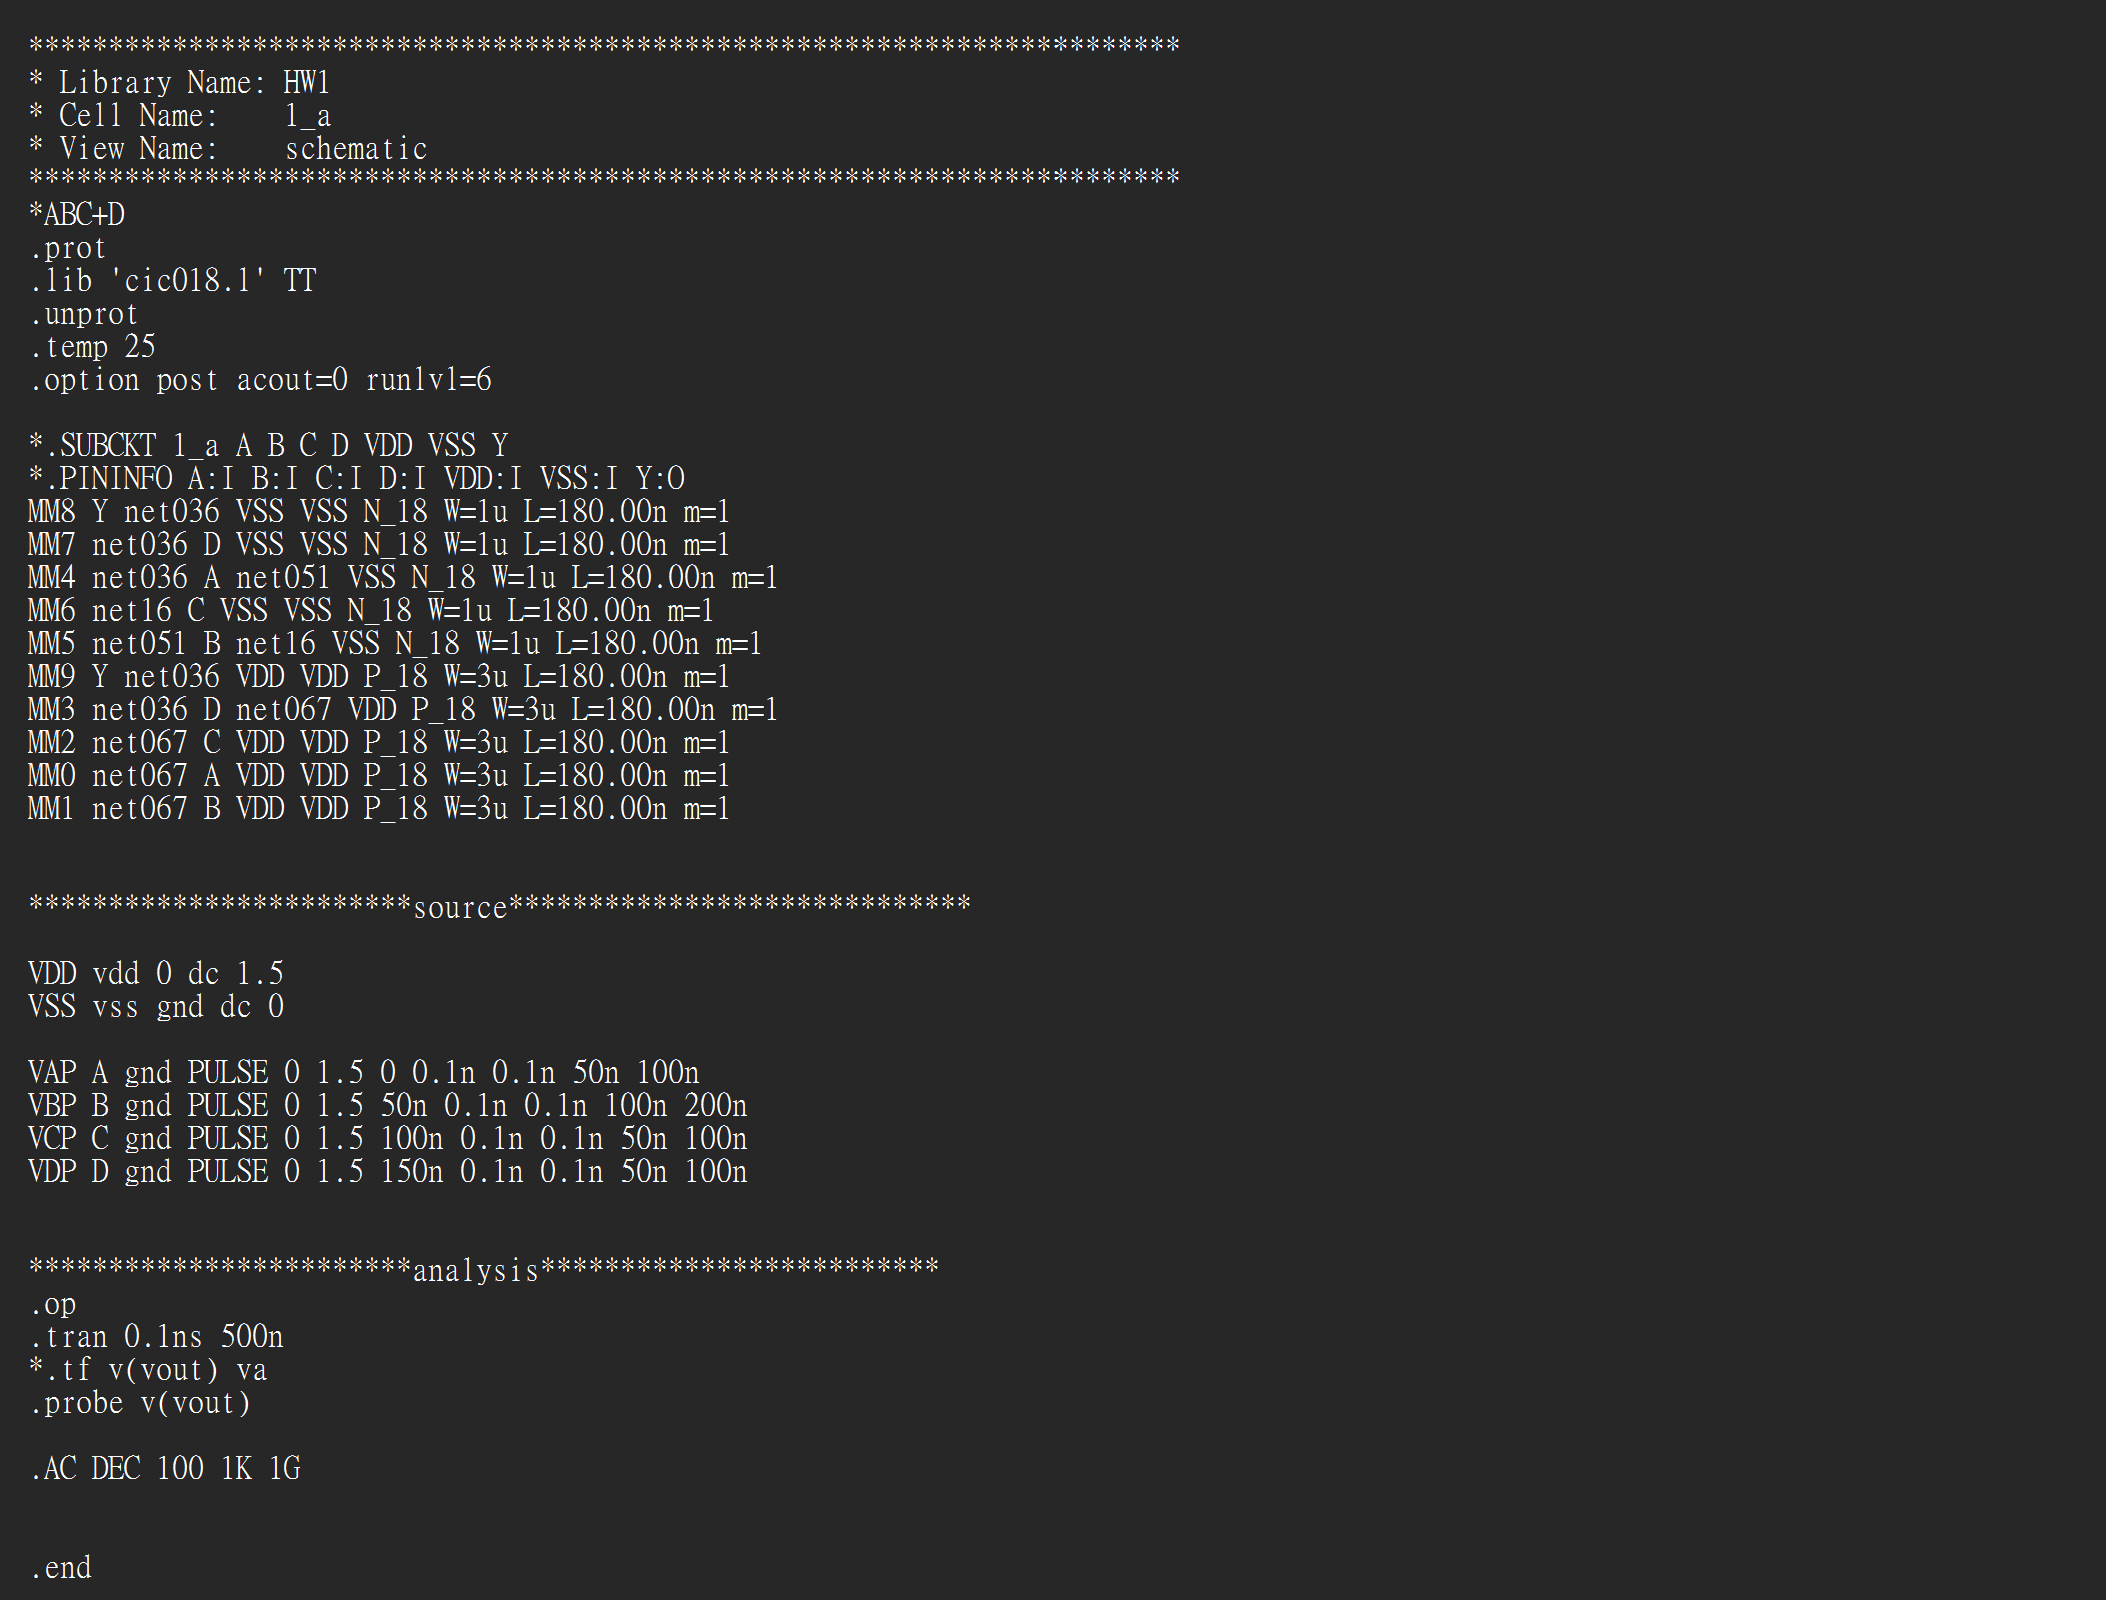 ************************************************************************
* Library Name: HW1
* Cell Name:    1_a
* View Name:    schematic
************************************************************************
*ABC+D
.prot
.lib 'cic018.l' TT
.unprot
.temp 25
.option post acout=0 runlvl=6
*.SUBCKT 1_a A B C D VDD VSS Y
*.PININFO A:I B:I C:I D:I VDD:I VSS:I Y:O
MM8 Y net036 VSS VSS N_18 W=1u L=180.00n m=1
MM7 net036 D VSS VSS N_18 W=1u L=180.00n m=1
MM4 net036 A net051 VSS N_18 W=1u L=180.00n m=1
MM6 net16 C VSS VSS N_18 W=1u L=180.00n m=1
MM5 net051 B net16 VSS N_18 W=1u L=180.00n m=1
MM9 Y net036 VDD VDD P_18 W=3u L=180.00n m=1
MM3 net036 D net067 VDD P_18 W=3u L=180.00n m=1
MM2 net067 C VDD VDD P_18 W=3u L=180.00n m=1
MM0 net067 A VDD VDD P_18 W=3u L=180.00n m=1
MM1 net067 B VDD VDD P_18 W=3u L=180.00n m=1
************************source*****************************
VDD vdd 0 dc 1.5
VSS vss gnd dc 0
VAP A gnd PULSE 0 1.5 0 0.1n 0.1n 50n 100n
VBP B gnd PULSE 0 1.5 50n 0.1n 0.1n 100n 200n
VCP C gnd PULSE 0 1.5 100n 0.1n 0.1n 50n 100n
VDP D gnd PULSE 0 1.5 150n 0.1n 0.1n 50n 100n
************************analysis*************************
.op
.tran 0.1ns 500n
*.tf v(vout) va
.probe v(vout)
.AC DEC 100 1K 1G
.end